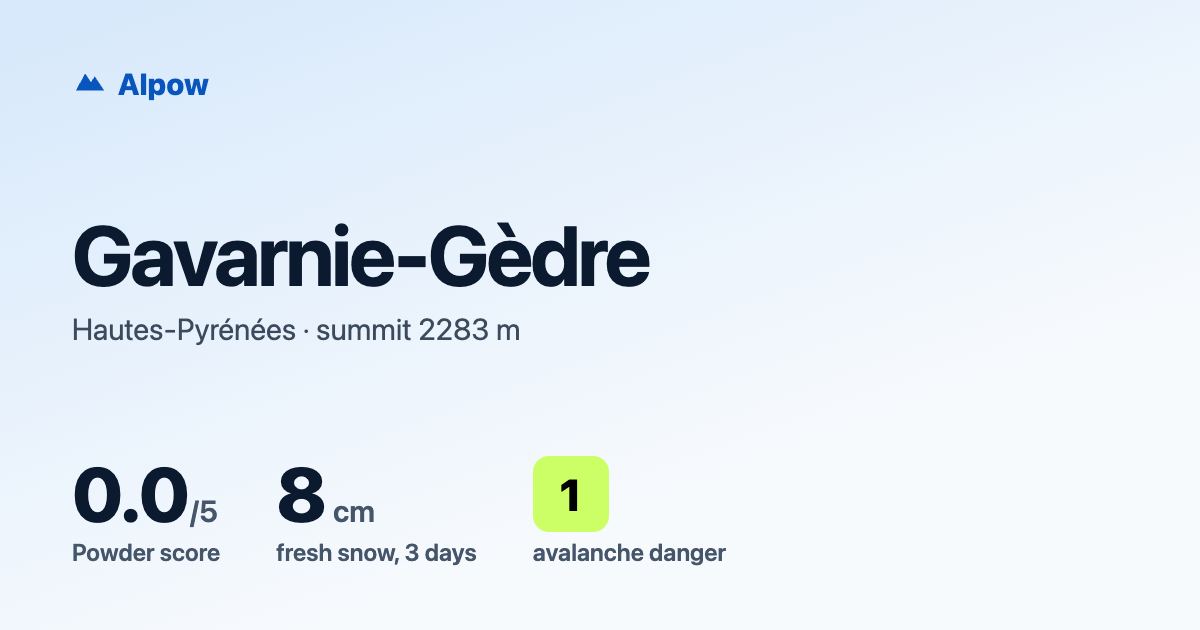 Alpow
Gavarnie-Gèdre
Hautes-Pyrénées · summit 2283 m
0.0/5
Powder score
8 cm
fresh snow, 3 days
1
avalanche danger